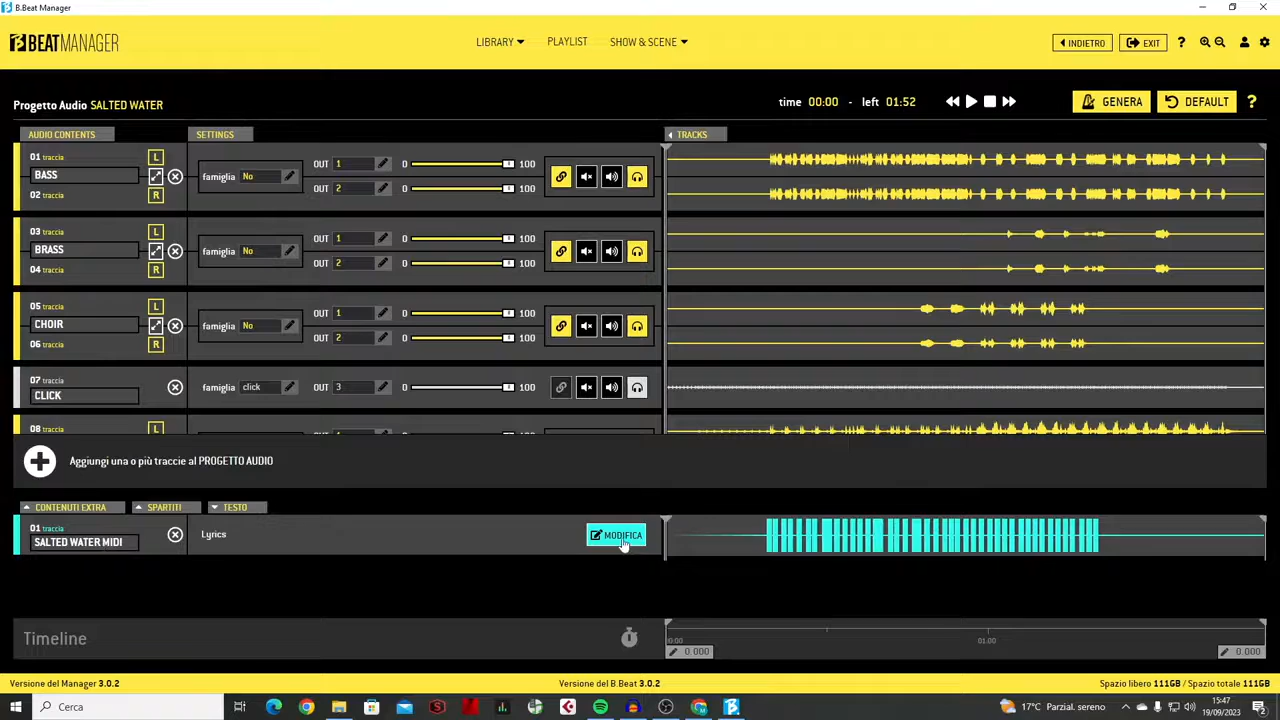 B.Beat Manager
BEATMANAGER
LIBRARY
PLAYLIST
SHOW & SCENE
INDIETRO
EXIT
?
Progetto Audio SALTED WATER
time 00:00 - left 01:52
GENERA
DEFAULT
?
AUDIO CONTENTS
SETTINGS
TRACKS
01 traccia
L
BASS
02 traccia
R
famiglia No
OUT 1 0 100
OUT 2 0 100
03 traccia
L
BRASS
04 traccia
R
famiglia No
OUT 1 0 100
OUT 2 0 100
05 traccia
L
CHOIR
06 traccia
R
famiglia No
OUT 1 0 100
OUT 2 0 100
07 traccia
CLICK
famiglia click
OUT 3 0 100
08 traccia
L
Aggiungi una o più traccie al PROGETTO AUDIO
CONTENUTI EXTRA
SPARTITI
TESTO
01 traccia
SALTED WATER MIDI
Lyrics
MODIFICA
Timeline
01:00
0.000
0.000
Versione del Manager 3.0.2
Versione del B.Beat 3.0.2
Spazio libero 111GB / Spazio totale 111GB
Cerca
17°C Parzial. sereno
15:47
19/09/2023